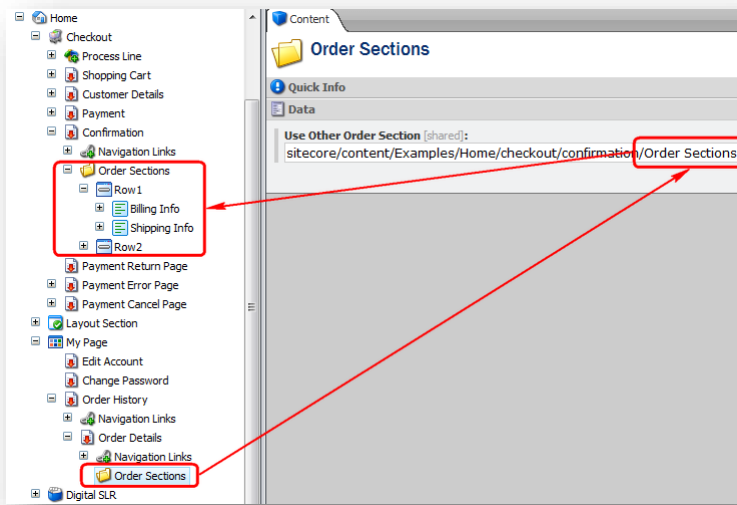 Home
Checkout
Process Line
Shopping Cart
Customer Details
Payment
Confirmation
Navigation Links
Order Sections
Row1
Billing Info
Shipping Info
Row2
Payment Return Page
Payment Error Page
Payment Cancel Page
Layout Section
My Page
Edit Account
Change Password
Order History
Navigation Links
Order Details
Navigation Links
Order Sections
Digital SLR
Content
Order Sections
Quick Info
Data
Use Other Order Section [shared]:
sitecore/content/Examples/Home/checkout/confirmation/Order Sections